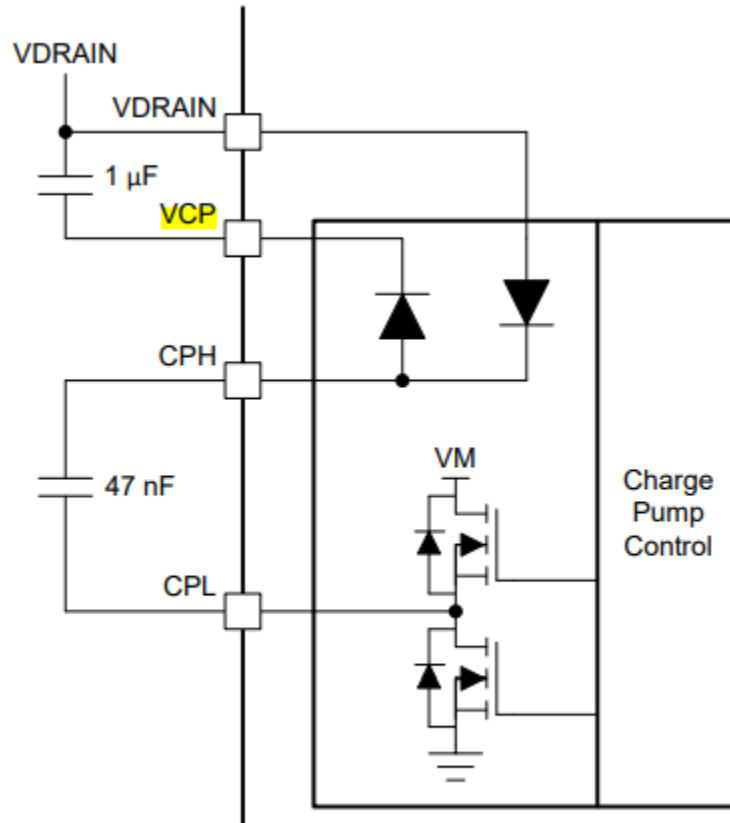 VDRAIN
VDRAIN
1 µF
VCP
CPH
47 nF
CPL
VM
Charge
Pump
Control